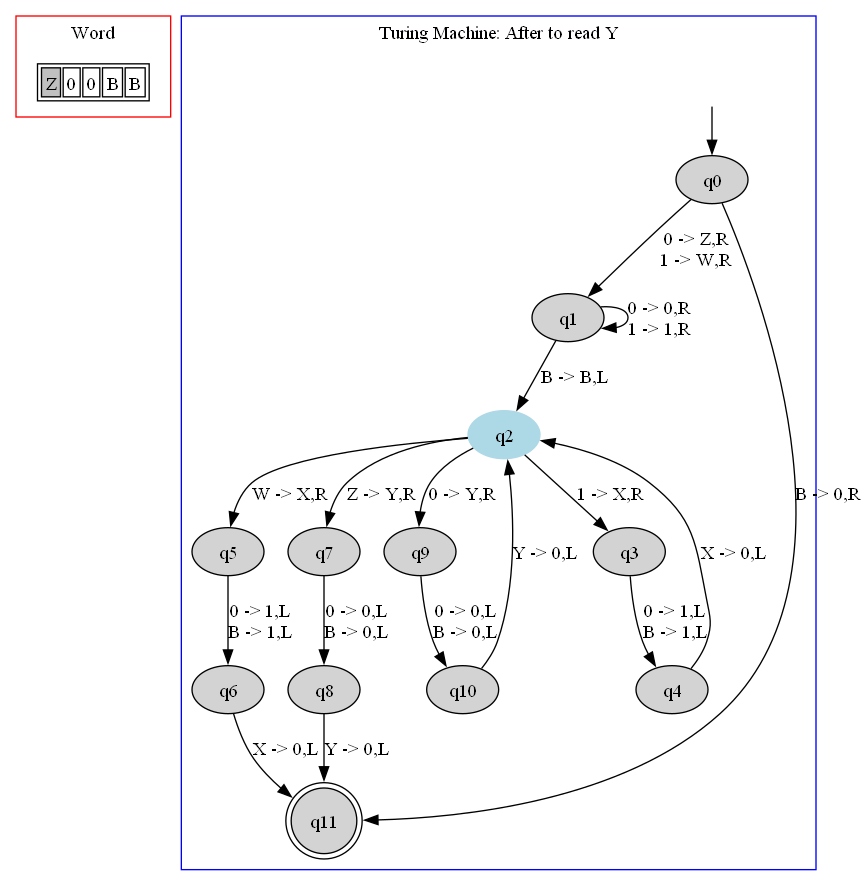 Word
Turing Machine: After to read Y
Z 0 0 B B
q0
0 -> Z,R
1 -> W,R
q1
0 -> 0,R
1 -> 1,R
B -> B,L
q2
W -> X,R
Z -> Y,R
0 -> Y,R
1 -> X,R
B -> 0,R
q5
q7
q9
q3
Y -> 0,L
X -> 0,L
0 -> 1,L
B -> 1,L
0 -> 0,L
B -> 0,L
0 -> 0,L
B -> 0,L
0 -> 1,L
B -> 1,L
q6
q8
q10
q4
X -> 0,L
Y -> 0,L
q11